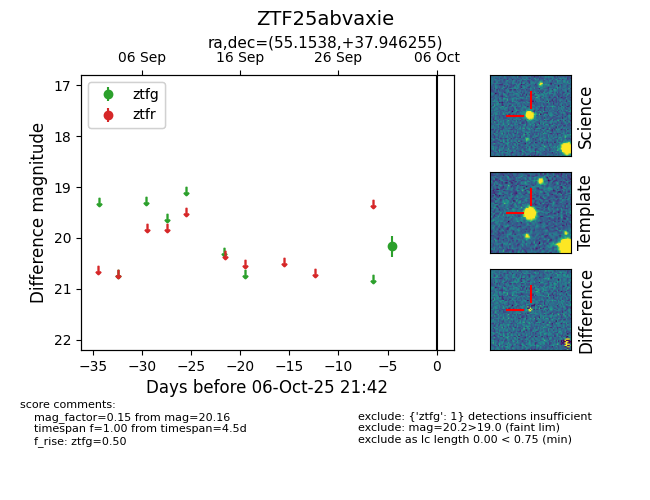 ZTF25abvaxie
ra,dec=(55.1538,+37.946255)
06 Sep 16 Sep 26 Sep 06 Oct
ztfg
ztfr
17
18
19
20
21
22
Difference magnitude
−35 −30 −25 −20 −15 −10 −5 0
Days before 06-Oct-25 21:42
Science
Template
Difference
score comments:
mag_factor=0.15 from mag=20.16
timespan f=1.00 from timespan=4.5d
f_rise: ztfg=0.50
exclude: {'ztfg': 1} detections insufficient
exclude: mag=20.2>19.0 (faint lim)
exclude as lc length 0.00 < 0.75 (min)